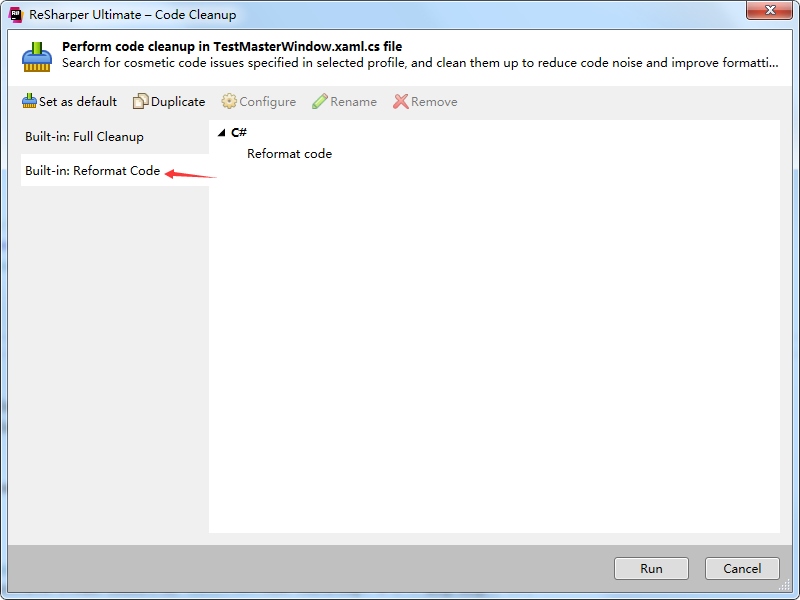 ReSharper Ultimate – Code Cleanup
Perform code cleanup in TestMasterWindow.xaml.cs file
Search for cosmetic code issues specified in selected profile, and clean them up to reduce code noise and improve formatti...
Set as default Duplicate Configure Rename Remove
Built-in: Full Cleanup
Built-in: Reformat Code
C#
Reformat code
Run Cancel